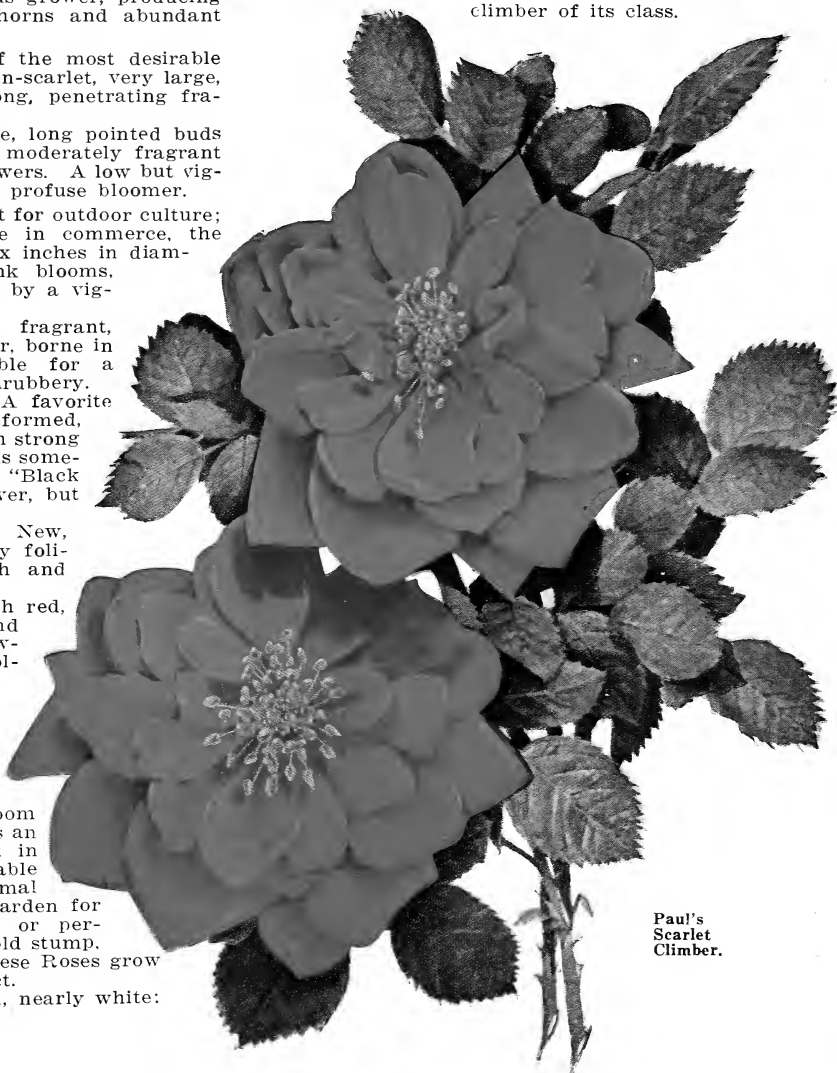 horns and abundant
f the most desirable
n-scarlet, very large,
ong, penetrating fra-
e, long pointed buds
moderately fragrant
wers. A low but vig-
profuse bloomer.
t for outdoor culture;
e in commerce, the
x inches in diam-
nk blooms,
by a vig-
fragrant,
r, borne in
ble for a
rubbery.
A favorite
formed,
n strong
s some-
"Black
ver, but
New,
y foli-
h and
h red,
nd
v-
ol-
oom
s an
in
able
mal
arden for
or per-
old stump.
ese Roses grow
ct.
, nearly white:
climber of its class.
Paul's
Scarlet
Climber.